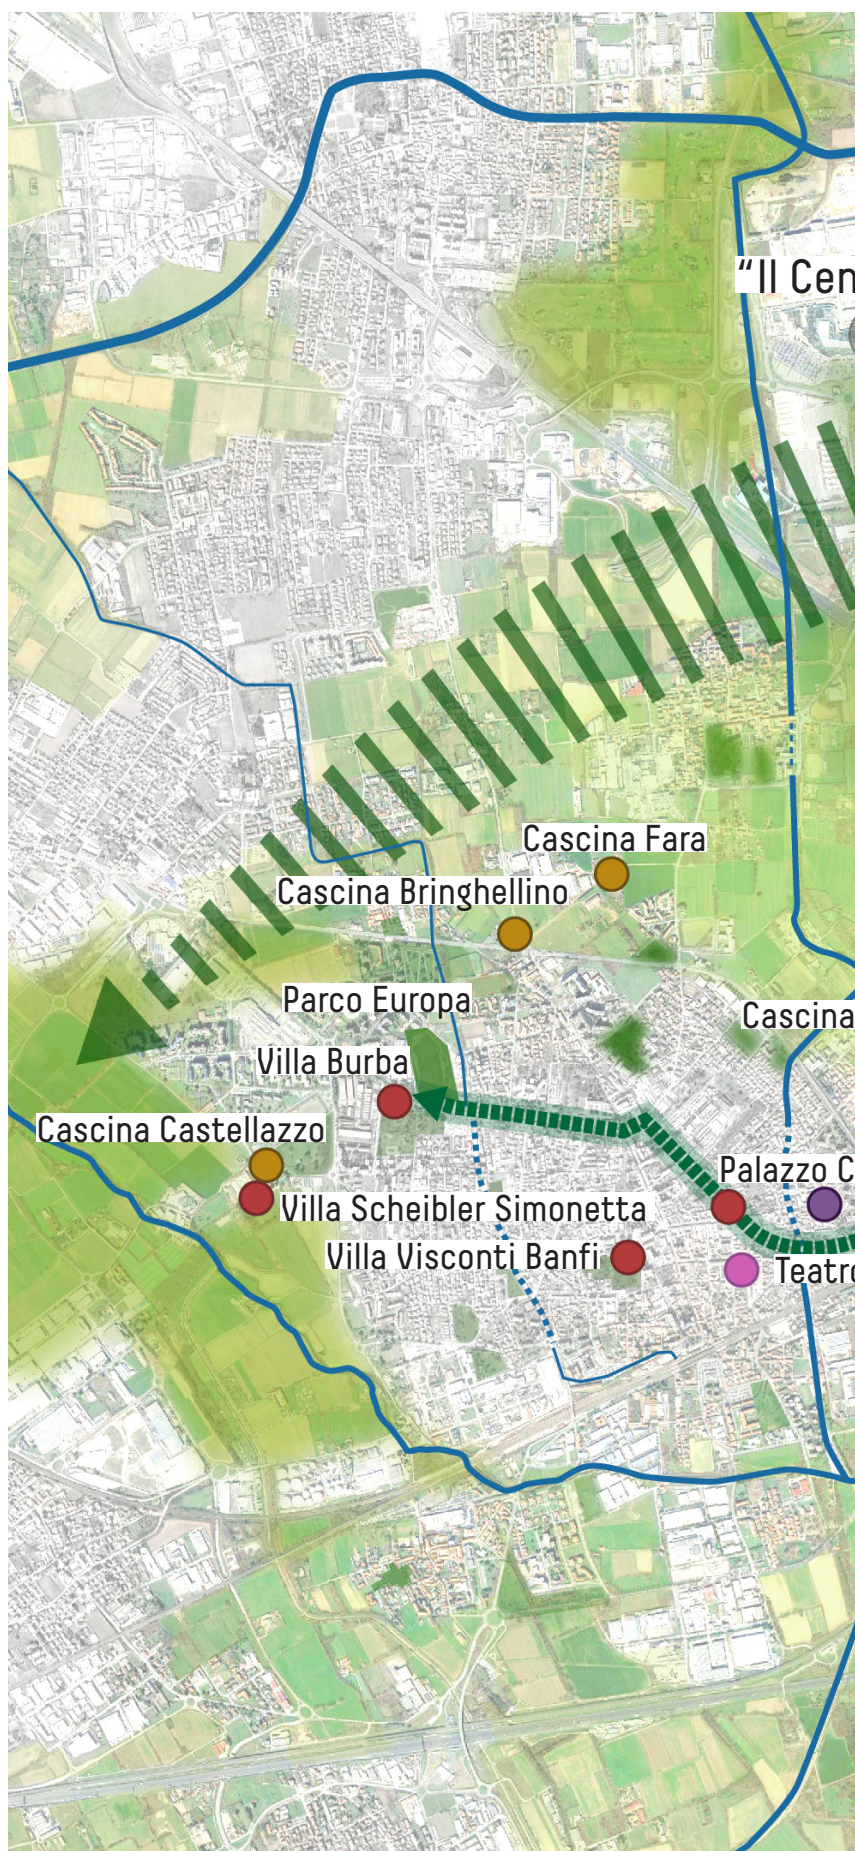 “Il Cen
Cascina Fara
Cascina Bringhellino
Parco Europa
Cascina
Villa Burba
Cascina Castellazzo
Palazzo C
Villa Scheibler Simonetta
Villa Visconti Banfi
Teatro